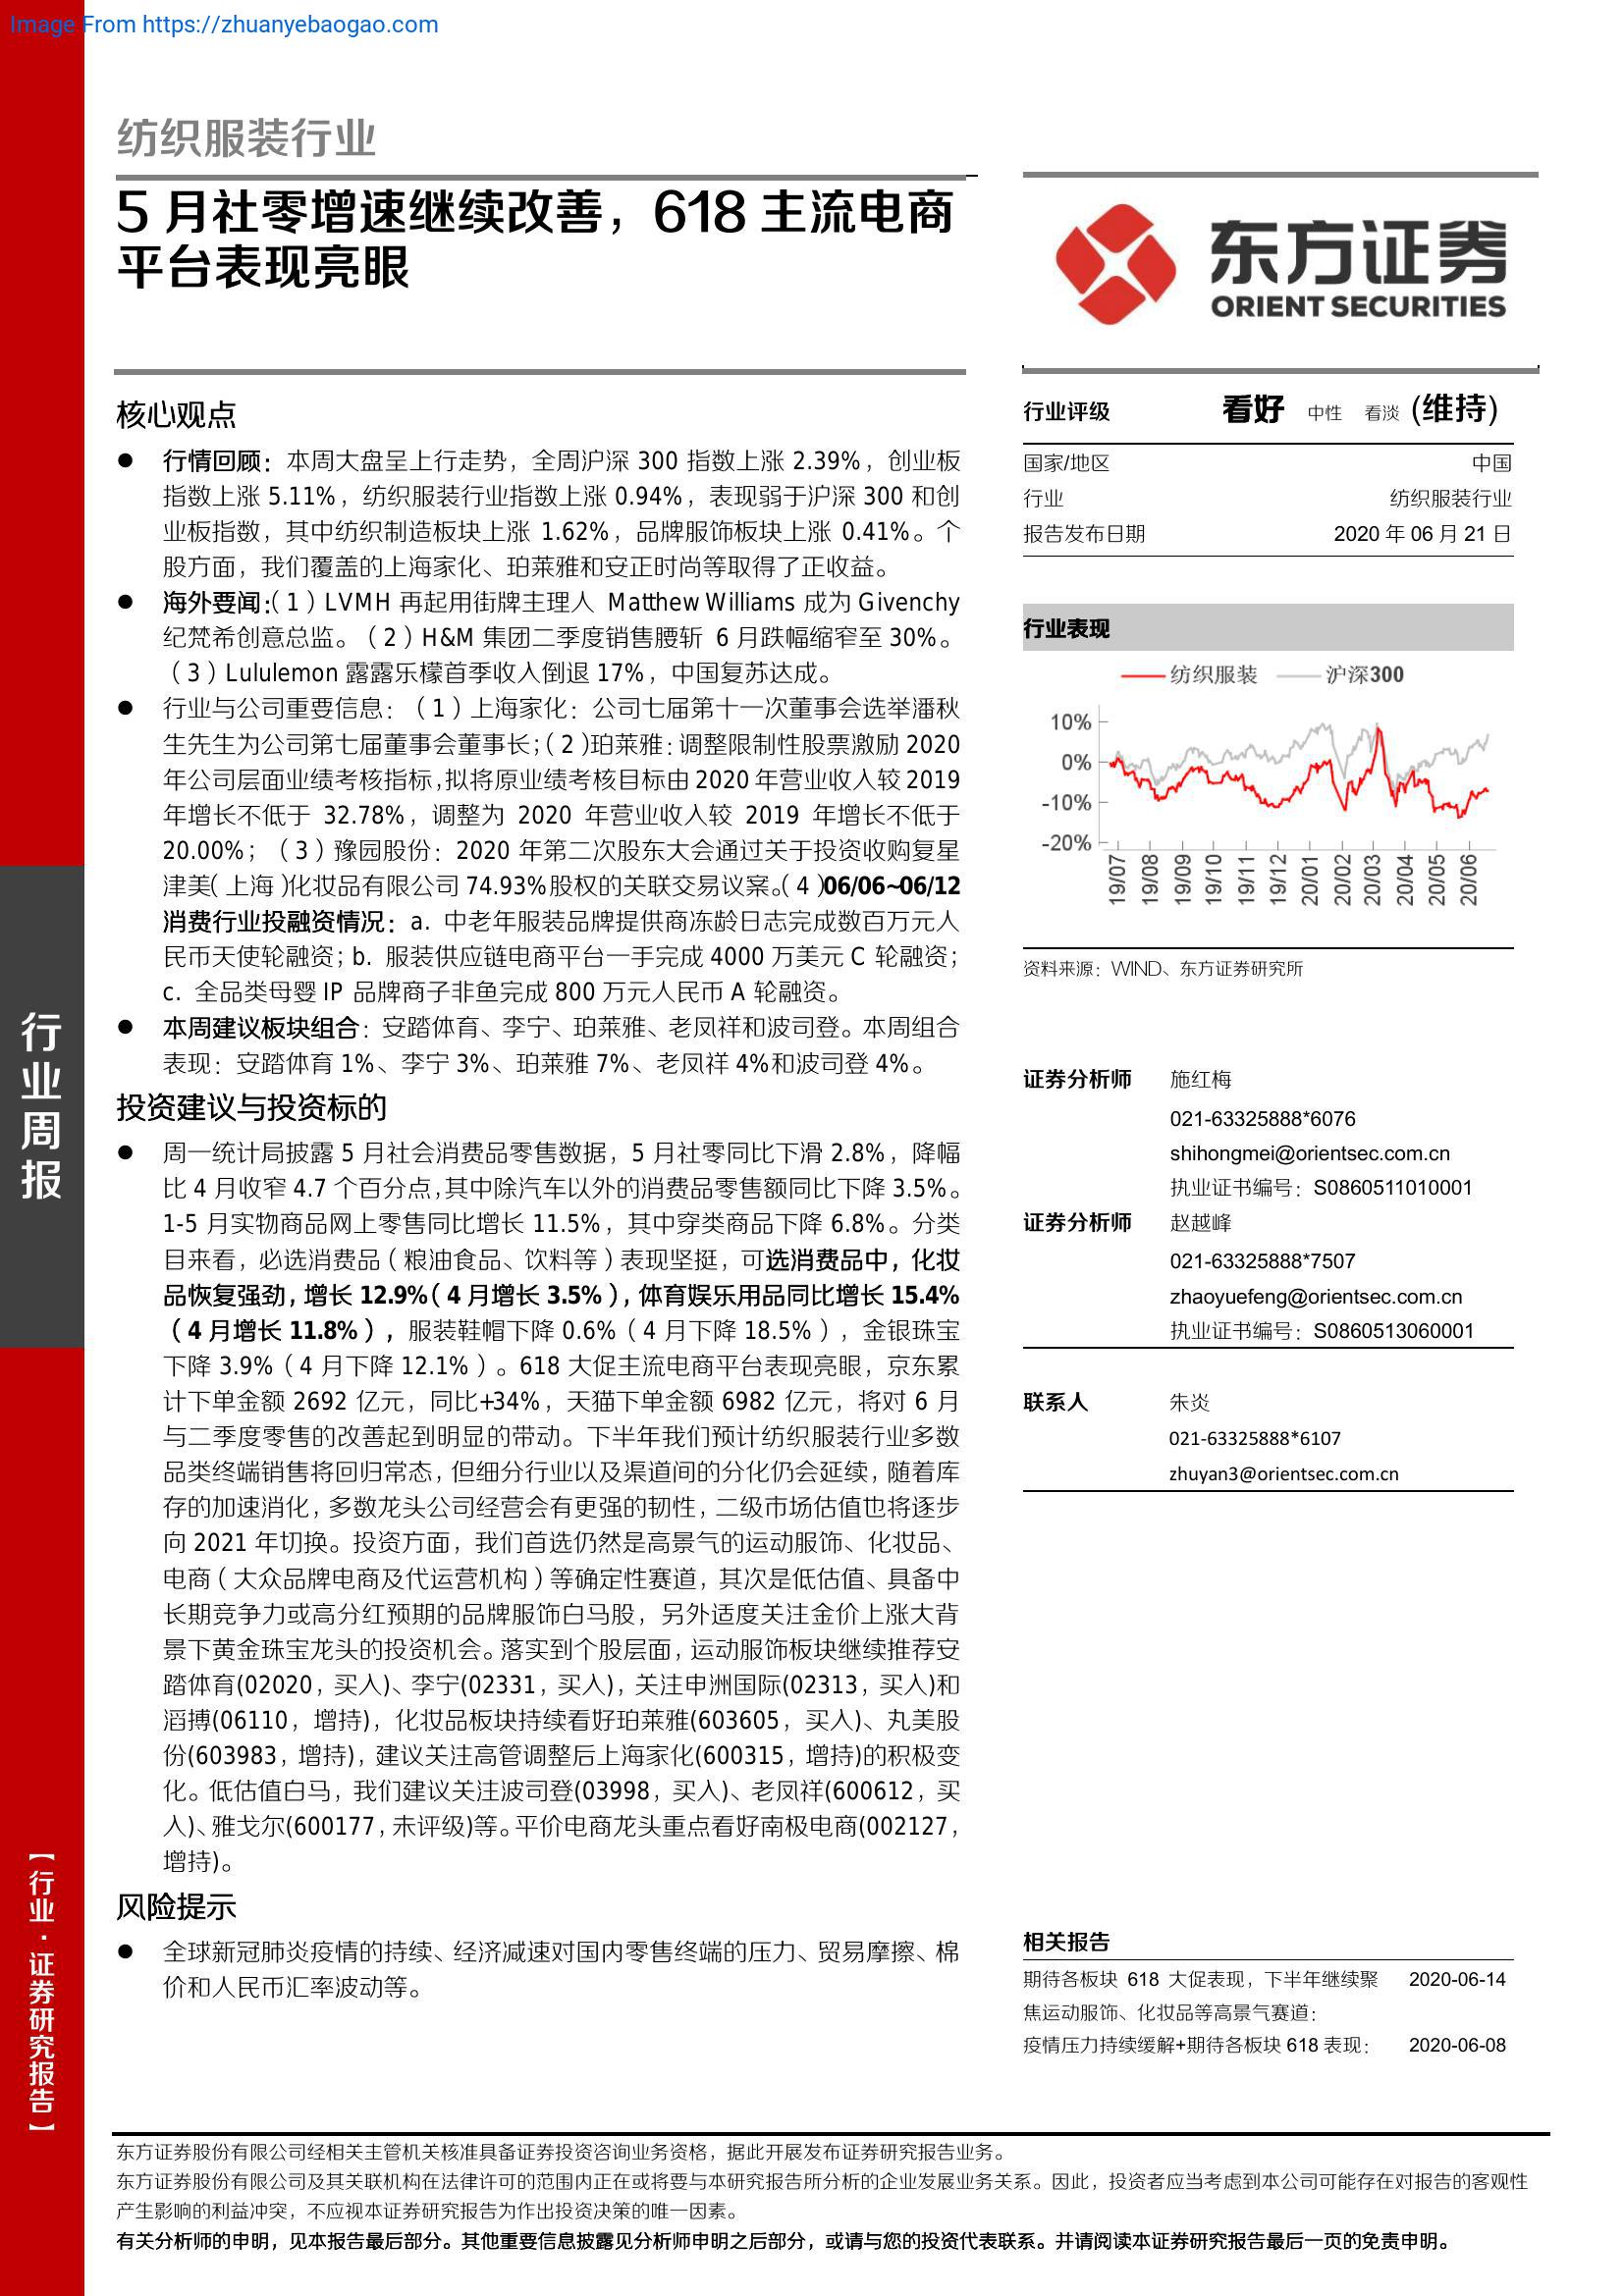 Image From https://zhuanyebaogao.com
纺织服装行业
5 月社零增速继续改善，618 主流电商
平台表现亮眼
东方证券
ORIENT SECURITIES
核心观点
● 行情回顾：本周大盘呈上行走势，全周沪深 300 指数上涨 2.39%，创业板
指数上涨 5.11%，纺织服装行业指数上涨 0.94%，表现弱于沪深 300 和创
业板指数，其中纺织制造板块上涨 1.62%，品牌服饰板块上涨 0.41%。个
股方面，我们覆盖的上海家化、珀莱雅和安正时尚等取得了正收益。
● 海外要闻：（1）LVMH 再起用街牌主理人 Matthew Williams 成为 Givenchy
纪梵希创意总监。（2）H&M 集团二季度销售腰斩 6 月跌幅缩窄至 30%。
（3）Lululemon 露露乐檬首季收入倒退 17%，中国复苏达成。
● 行业与公司重要信息：（1）上海家化：公司七届第十一次董事会选举潘秋
生先生为公司第七届董事会董事长；（2）珀莱雅：调整限制性股票激励 2020
年公司层面业绩考核指标，拟将原业绩考核目标由 2020 年营业收入较 2019
年增长不低于 32.78%，调整为 2020 年营业收入较 2019 年增长不低于
20.00%；（3）豫园股份：2020 年第二次股东大会通过关于投资收购复星
津美（上海）化妆品有限公司 74.93%股权的关联交易议案。（4）06/06~06/12
消费行业投融资情况：a. 中老年服装品牌提供商冻龄日志完成数百万元人
民币天使轮融资；b. 服装供应链电商平台一手完成 4000 万美元 C 轮融资；
c. 全品类母婴 IP 品牌商子非鱼完成 800 万元人民币 A 轮融资。
● 本周建议板块组合：安踏体育、李宁、珀莱雅、老凤祥和波司登。本周组合
表现：安踏体育 1%、李宁 3%、珀莱雅 7%、老凤祥 4%和波司登 4%。
投资建议与投资标的
● 周一统计局披露 5 月社会消费品零售数据，5 月社零同比下滑 2.8%，降幅
比 4 月收窄 4.7 个百分点，其中除汽车以外的消费品零售额同比下降 3.5%。
1-5 月实物商品网上零售同比增长 11.5%，其中穿类商品下降 6.8%。分类
目来看，必选消费品（粮油食品、饮料等）表现坚挺，可选消费品中，化妆
品恢复强劲，增长 12.9%（4 月增长 3.5%），体育娱乐用品同比增长 15.4%
（4 月增长 11.8%），服装鞋帽下降 0.6%（4 月下降 18.5%），金银珠宝
下降 3.9%（4 月下降 12.1%）。618 大促主流电商平台表现亮眼，京东累
计下单金额 2692 亿元，同比+34%，天猫下单金额 6982 亿元，将对 6 月
与二季度零售的改善起到明显的带动。下半年我们预计纺织服装行业多数
品类终端销售将回归常态，但细分行业以及渠道间的分化仍会延续，随着库
存的加速消化，多数龙头公司经营会有更强的韧性，二级市场估值也将逐步
向 2021 年切换。投资方面，我们首选仍然是高景气的运动服饰、化妆品、
电商（大众品牌电商及代运营机构）等确定性赛道，其次是低估值、具备中
长期竞争力或高分红预期的品牌服饰白马股，另外适度关注金价上涨大背
景下黄金珠宝龙头的投资机会。落实到个股层面，运动服饰板块继续推荐安
踏体育(02020，买入)、李宁(02331，买入)，关注申洲国际(02313，买入)和
滔搏(06110，增持)，化妆品板块持续看好珀莱雅(603605，买入)、丸美股
份(603983，增持)，建议关注高管调整后上海家化(600315，增持)的积极变
化。低估值白马，我们建议关注波司登(03998，买入)、老凤祥(600612，买
入)、雅戈尔(600177，未评级)等。平价电商龙头重点看好南极电商(002127，
增持)。
风险提示
● 全球新冠肺炎疫情的持续、经济减速对国内零售终端的压力、贸易摩擦、棉
价和人民币汇率波动等。
行业评级 看好 中性 看淡 (维持)
国家/地区 中国
行业 纺织服装行业
报告发布日期 2020 年 06 月 21 日
行业表现
纺织服装 沪深300
10%
0%
-10%
-20%
19/07 19/08 19/09 19/10 19/11 19/12 20/01 20/02 20/03 20/04 20/05 20/06
资料来源：WIND、东方证券研究所
证券分析师 施红梅
021-63325888*6076
shihongmei@orientsec.com.cn
执业证书编号：S0860511010001
证券分析师 赵越峰
021-63325888*7507
zhaoyuefeng@orientsec.com.cn
执业证书编号：S0860513060001
联系人 朱炎
021-63325888*6107
zhuyan3@orientsec.com.cn
相关报告
期待各板块 618 大促表现，下半年继续聚 2020-06-14
焦运动服饰、化妆品等高景气赛道：
疫情压力持续缓解+期待各板块 618 表现： 2020-06-08
行业周报
【行业·证券研究报告】
东方证券股份有限公司经相关主管机关核准具备证券投资咨询业务资格，据此开展发布证券研究报告业务。
东方证券股份有限公司及其关联机构在法律许可的范围内正在或将要与本研究报告所分析的企业发展业务关系。因此，投资者应当考虑到本公司可能存在对报告的客观性
产生影响的利益冲突，不应视本证券研究报告为作出投资决策的唯一因素。
有关分析师的申明，见本报告最后部分。其他重要信息披露见分析师申明之后部分，或请与您的投资代表联系。并请阅读本证券研究报告最后一页的免责申明。